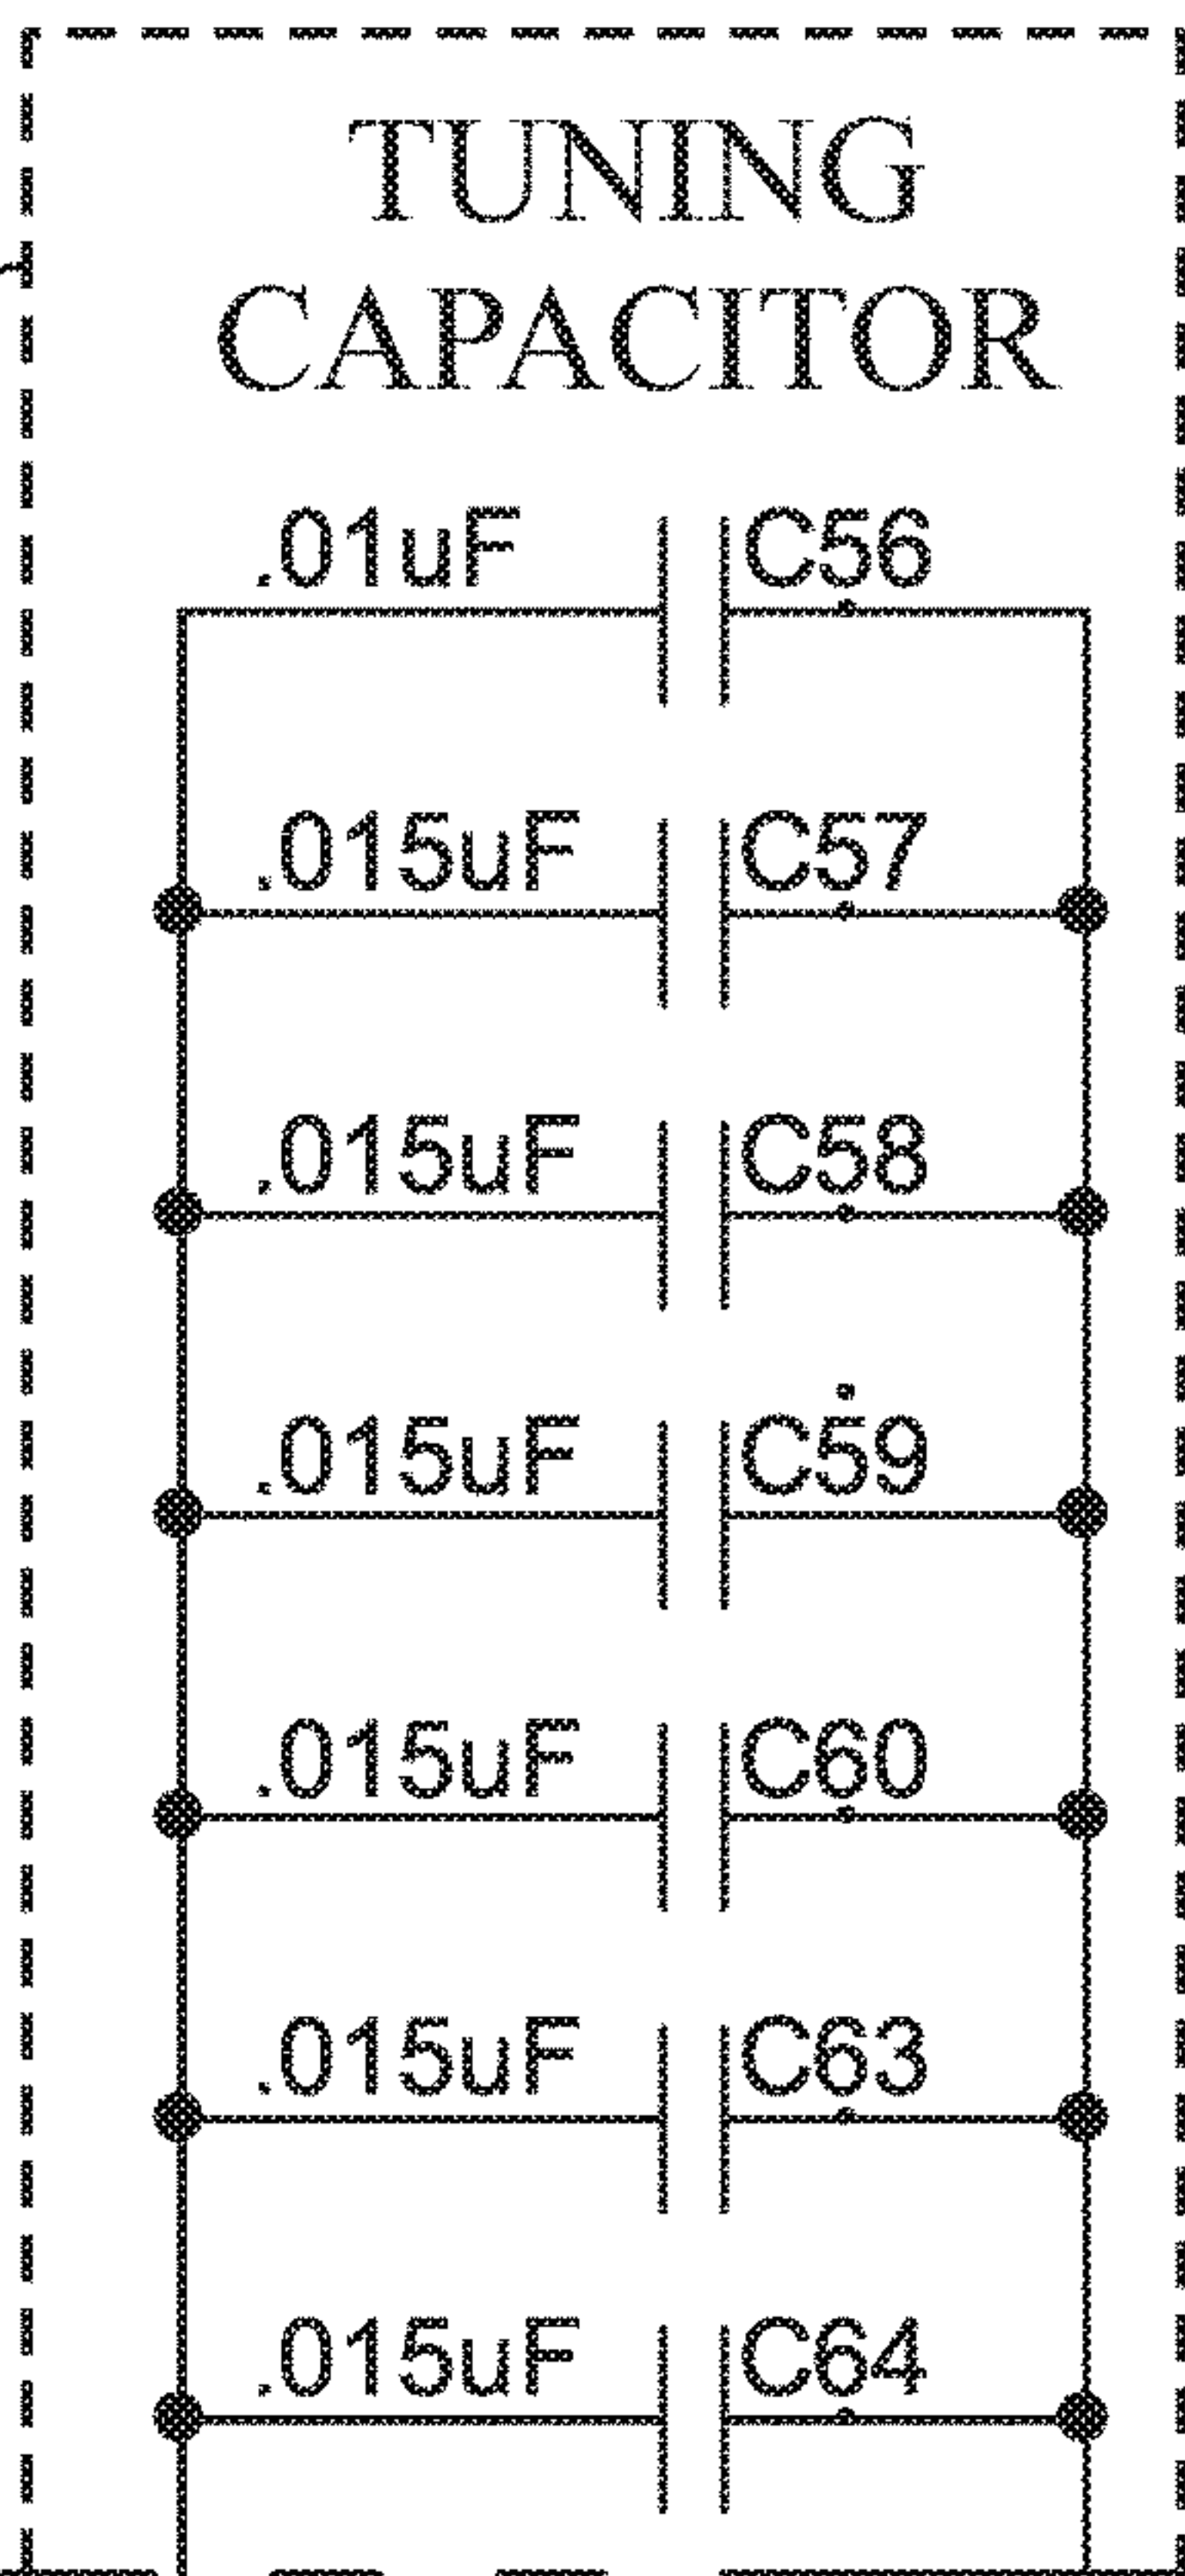 TUNING
CAPACITOR
.01uF C56
.015uF C57
.015uF C58
.015uF C59
.015uF C60
.015uF C63
.015uF C64